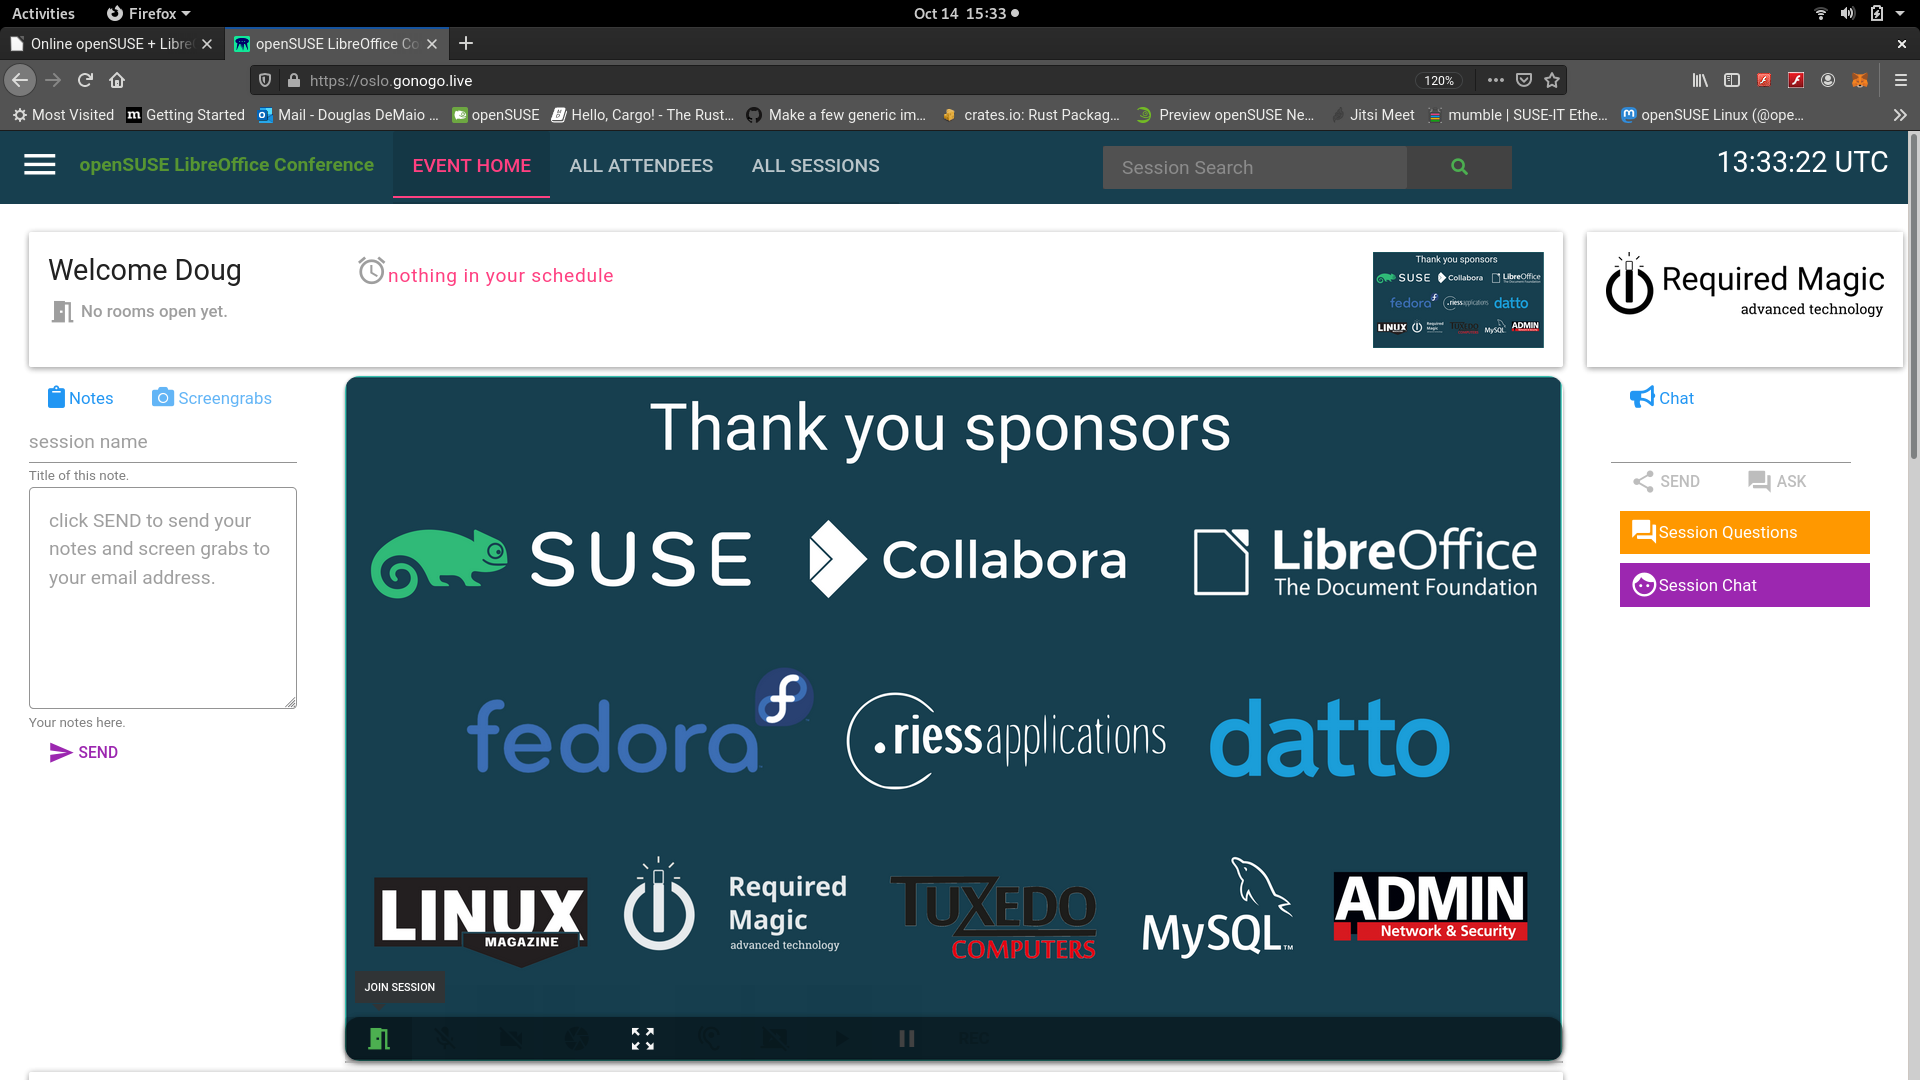 Activities
Firefox
Oct 14 15:33
Online openSUSE + Libre
openSUSE LibreOffice Co
https://oslo.gonogo.live
120%
Most Visited
Getting Started
Mail - Douglas DeMaio ...
openSUSE
Hello, Cargo! - The Rust...
Make a few generic im...
crates.io: Rust Packag...
Preview openSUSE Ne...
Jitsi Meet
mumble | SUSE-IT Ethe...
openSUSE Linux (@ope...
openSUSE LibreOffice Conference
EVENT HOME
ALL ATTENDEES
ALL SESSIONS
Session Search
13:33:22 UTC
Welcome Doug
nothing in your schedule
No rooms open yet.
Thank you sponsors
SUSE
Collabora
LibreOffice
The Document Foundation
fedora
.riessapplications
datto
LINUX
Required
Magic
TUXEDO
MySQL
ADMIN
Required Magic
advanced technology
Notes
Screengrabs
session name
Title of this note.
click SEND to send your
notes and screen grabs to
your email address.
Your notes here.
SEND
Thank you sponsors
SUSE
Collabora
LibreOffice
The Document Foundation
fedora
.riessapplications
datto
LINUX
MAGAZINE
Required
Magic
advanced technology
TUXEDO
COMPUTERS
MySQL™
ADMIN
Network & Security
JOIN SESSION
REC
Chat
SEND
ASK
Session Questions
Session Chat